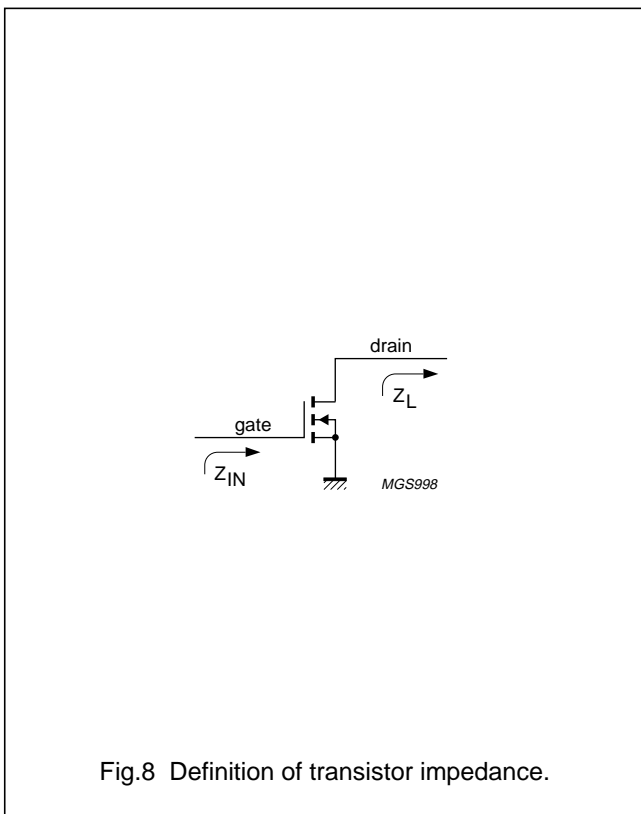 drain
Z_L
gate
Z_IN
MGS998
Fig.8 Definition of transistor impedance.